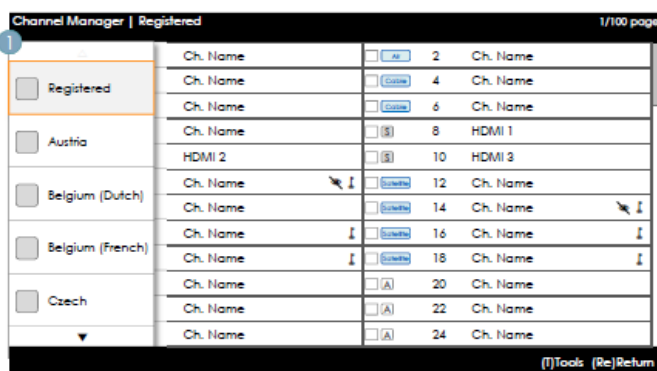 Channel Manager | Registered 1/100 page
1
Registered
Austria
Belgium (Dutch)
Belgium (French)
Czech
▼
Ch. Name Air 2 Ch. Name
Ch. Name Cable 4 Ch. Name
Ch. Name Cable 6 Ch. Name
Ch. Name S 8 HDMI 1
HDMI 2 S 10 HDMI 3
Ch. Name Satellite 12 Ch. Name
Ch. Name Satellite 14 Ch. Name
Ch. Name Satellite 16 Ch. Name
Ch. Name Satellite 18 Ch. Name
Ch. Name A 20 Ch. Name
Ch. Name A 22 Ch. Name
Ch. Name A 24 Ch. Name
(T)Tools (Re)Return